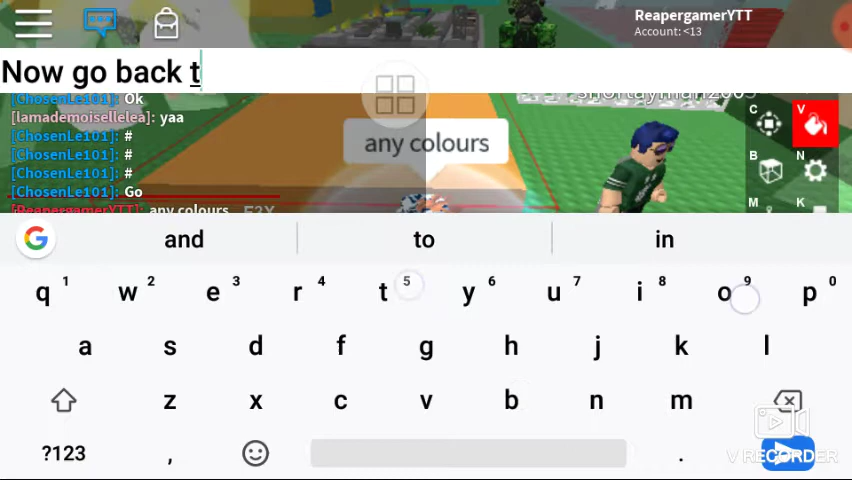 ReapergamerYTT
Account: <13
Now go back t
[ChosenLe101]: Ok
[lamademoisellelea]: yaa
[ChosenLe101]: #
[ChosenLe101]: #
[ChosenLe101]: #
[ChosenLe101]: Go
[ReapergamerYTT]: any colours
F3X
any colours
C
V
B
N
M
K
and
to
in
q 1 w 2 e 3 r 4 t 5 y 6 u 7 i 8 o 9 p 0
a s d f g h j k l
z x c v b n m
?123 , .
V RECORDER